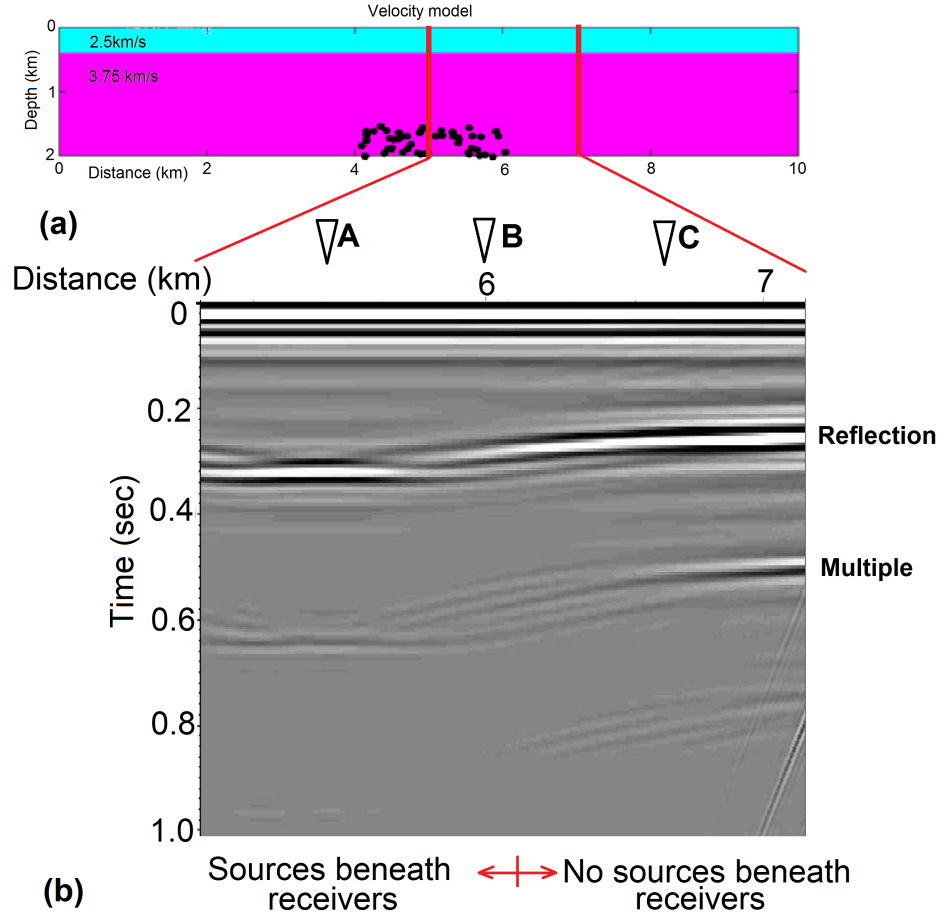 Velocity model
0
2.5km/s
3.75 km/s
Depth (km)
1
2
0 2 4 6 8 10
Distance (km)
(a)
A B C
Distance (km) 6 7
0
0.2
Reflection
0.4
Time (sec)
Multiple
0.6
0.8
1.0
Sources beneath
receivers
No sources beneath
receivers
(b)